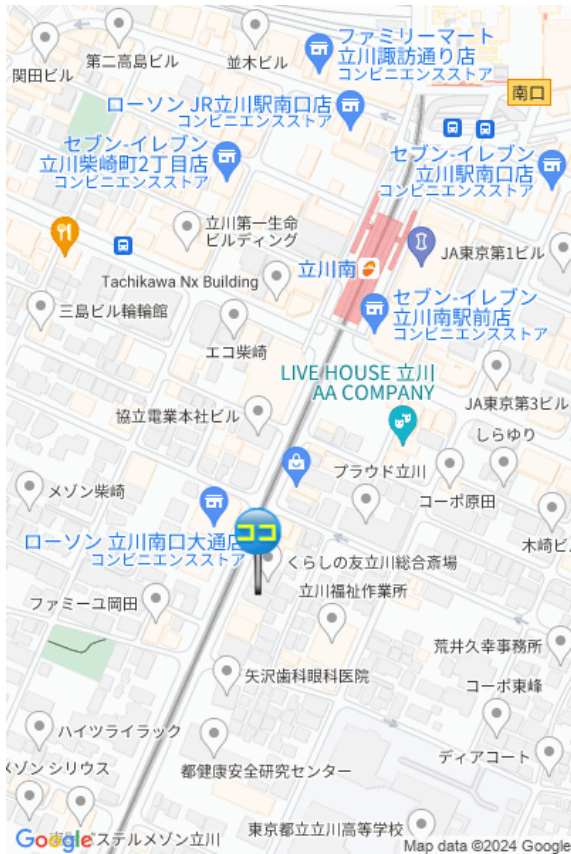 ファミリーマート
立川諏訪通り店
コンビニエンスストア
関田ビル
第二高島ビル
並木ビル
南口
ローソン JR立川駅南口店
コンビニエンスストア
セブン-イレブン
立川柴崎町2丁目店
コンビニエンスストア
セブン-イレブン
立川駅南口店
コンビニエンスストア
立川第一生命
ビルディング
JA東京第1ビル
立川南
Tachikawa Nx Building
三島ビル輪輪館
セブン-イレブン
立川南駅前店
コンビニエンスストア
エコ柴崎
LIVE HOUSE 立川
AA COMPANY
JA東京第3ビル
協立電業本社ビル
しらゆり
プラウド立川
メゾン柴崎
コーポ原田
ココ
ローソン 立川南口大通店
コンビニエンスストア
木崎ビ
くらしの友立川総合斎場
立川福祉作業所
ファミーユ岡田
荒井久幸事務所
矢沢歯科眼科医院
コーポ東峰
ハイツライラック
ディアコート
メゾン シリウス
都健康安全研究センター
ステルメゾン立川
東京都立立川高等学校
Google
Map data ©2024 Google